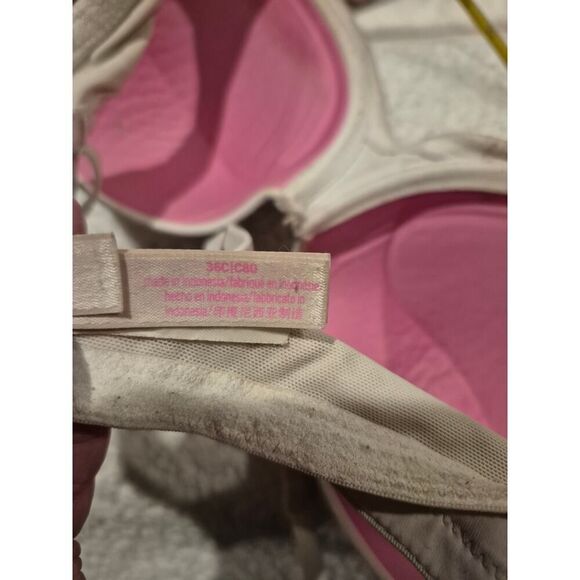 36C|C80
made in indonesia/fabriqué en indonésie
hecho en indonesia/fabbricato in
indonesia/印度尼西亚制造